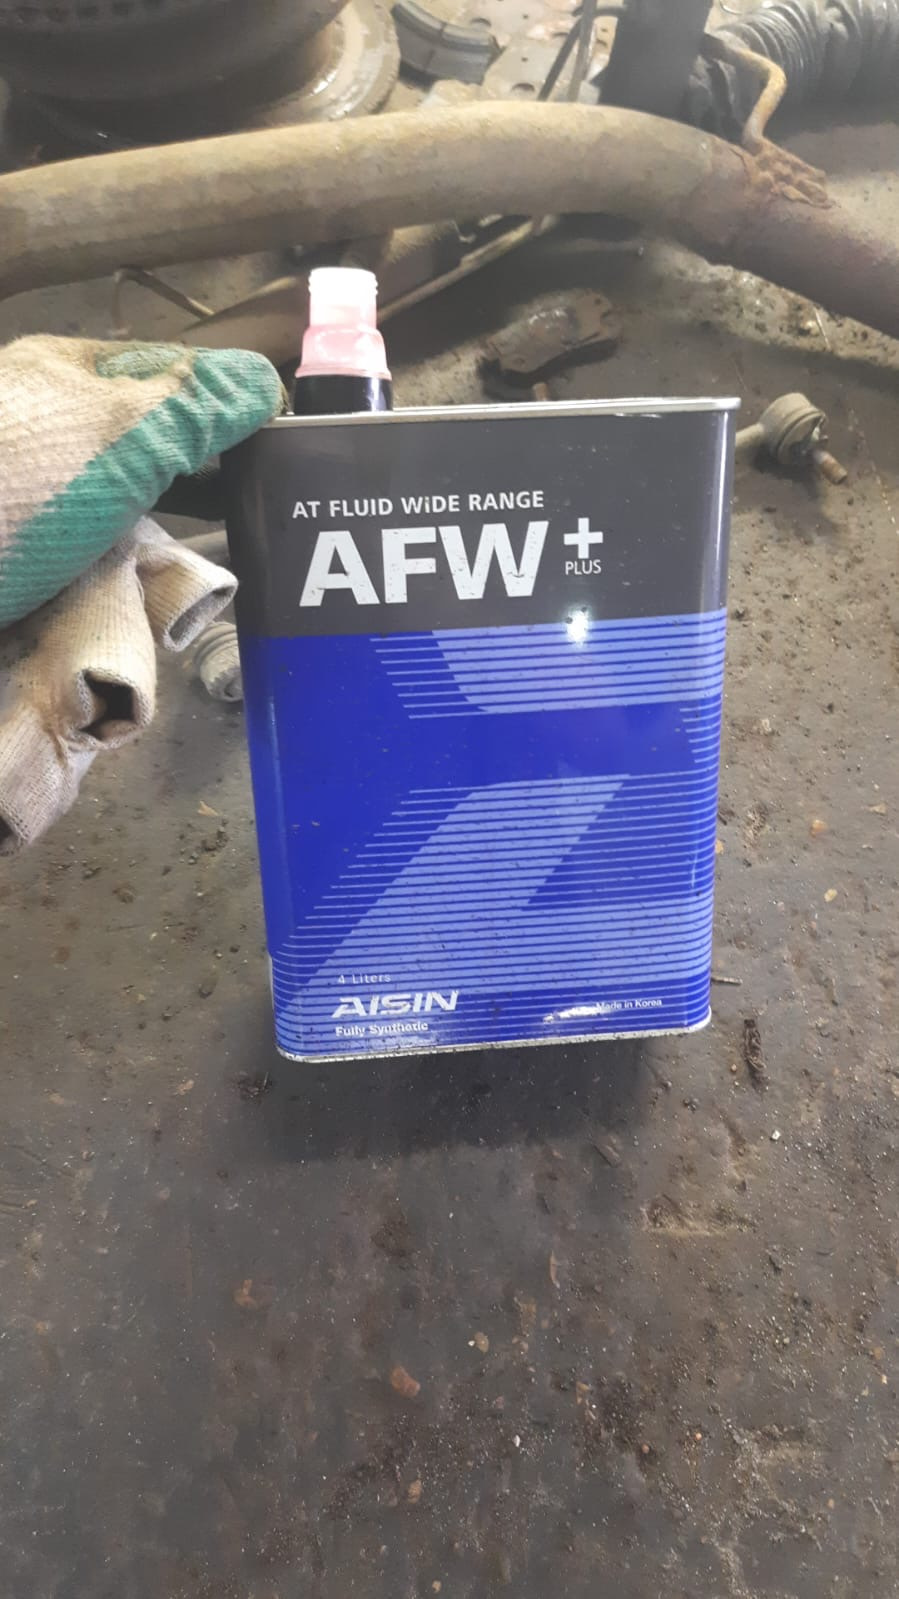 AT FLUID WiDE RANGE
AFW+
PLUS
4 Liters
AISIN
Made in Korea
Fully Synthetic